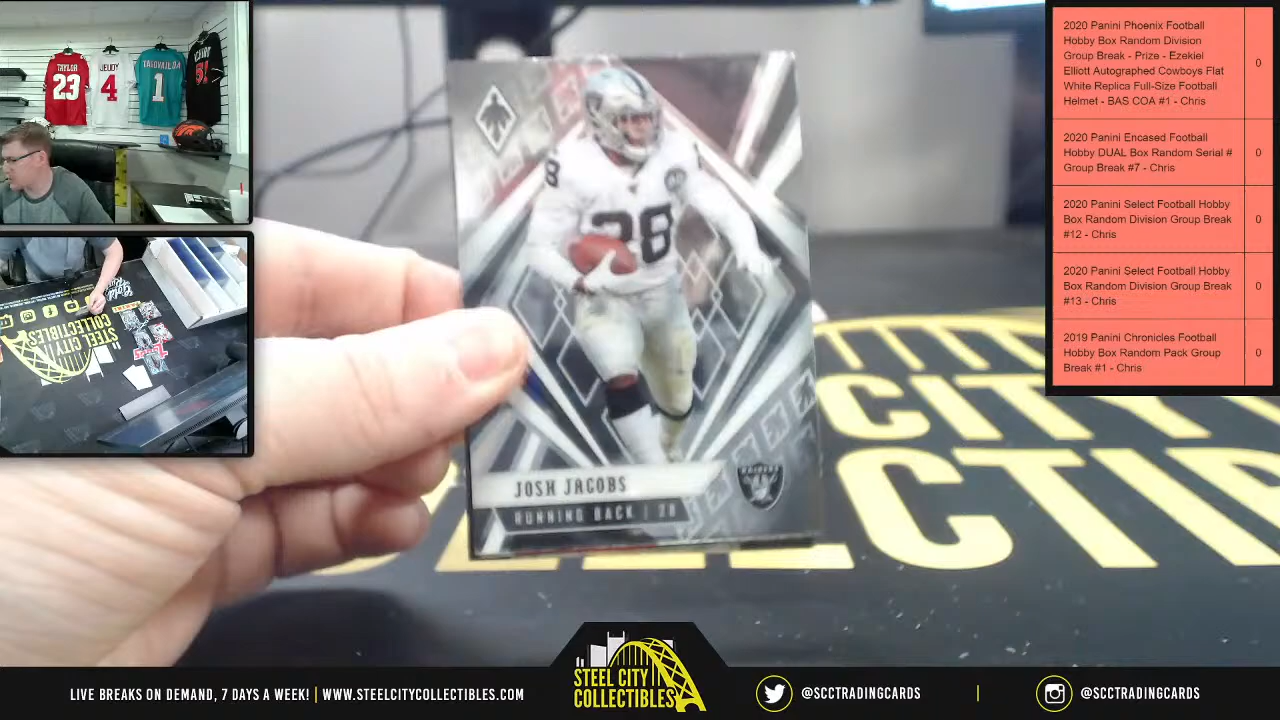 TAYLOR
23
JEUDY
4
TAGOVAILOA
1
51
STEEL CITY
COLLECTIBLES
28
JOSH JACOBS
RUNNING BACK | 28
RAIDERS
CITY
2020 Panini Phoenix Football
Hobby Box Random Division
Group Break - Prize - Ezekiel
Elliott Autographed Cowboys Flat
White Replica Full-Size Football
Helmet - BAS COA #1 - Chris
0
2020 Panini Encased Football
Hobby DUAL Box Random Serial #
Group Break #7 - Chris
0
2020 Panini Select Football Hobby
Box Random Division Group Break
#12 - Chris
0
2020 Panini Select Football Hobby
Box Random Division Group Break
#13 - Chris
0
2019 Panini Chronicles Football
Hobby Box Random Pack Group
Break #1 - Chris
0
LIVE BREAKS ON DEMAND, 7 DAYS A WEEK! | WWW.STEELCITYCOLLECTIBLES.COM
STEEL CITY
COLLECTIBLES
@SCCTRADINGCARDS | @SCCTRADINGCARDS